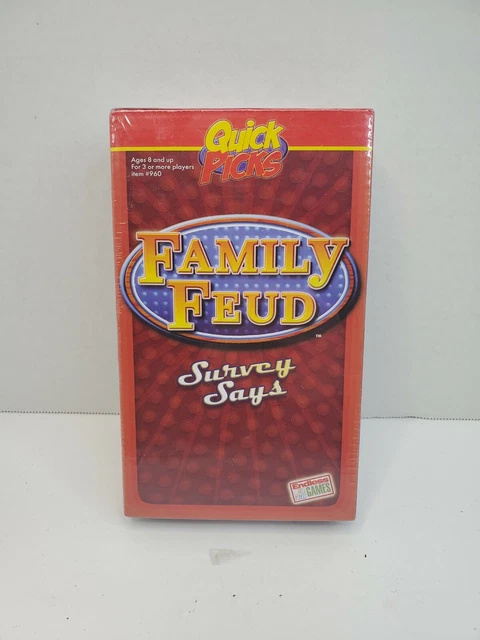 Quick
PICKS
Ages 8 and up
For 3 or more players
item #960
FAMILY
FEUD
™
Survey
Says
Endless
GAMES